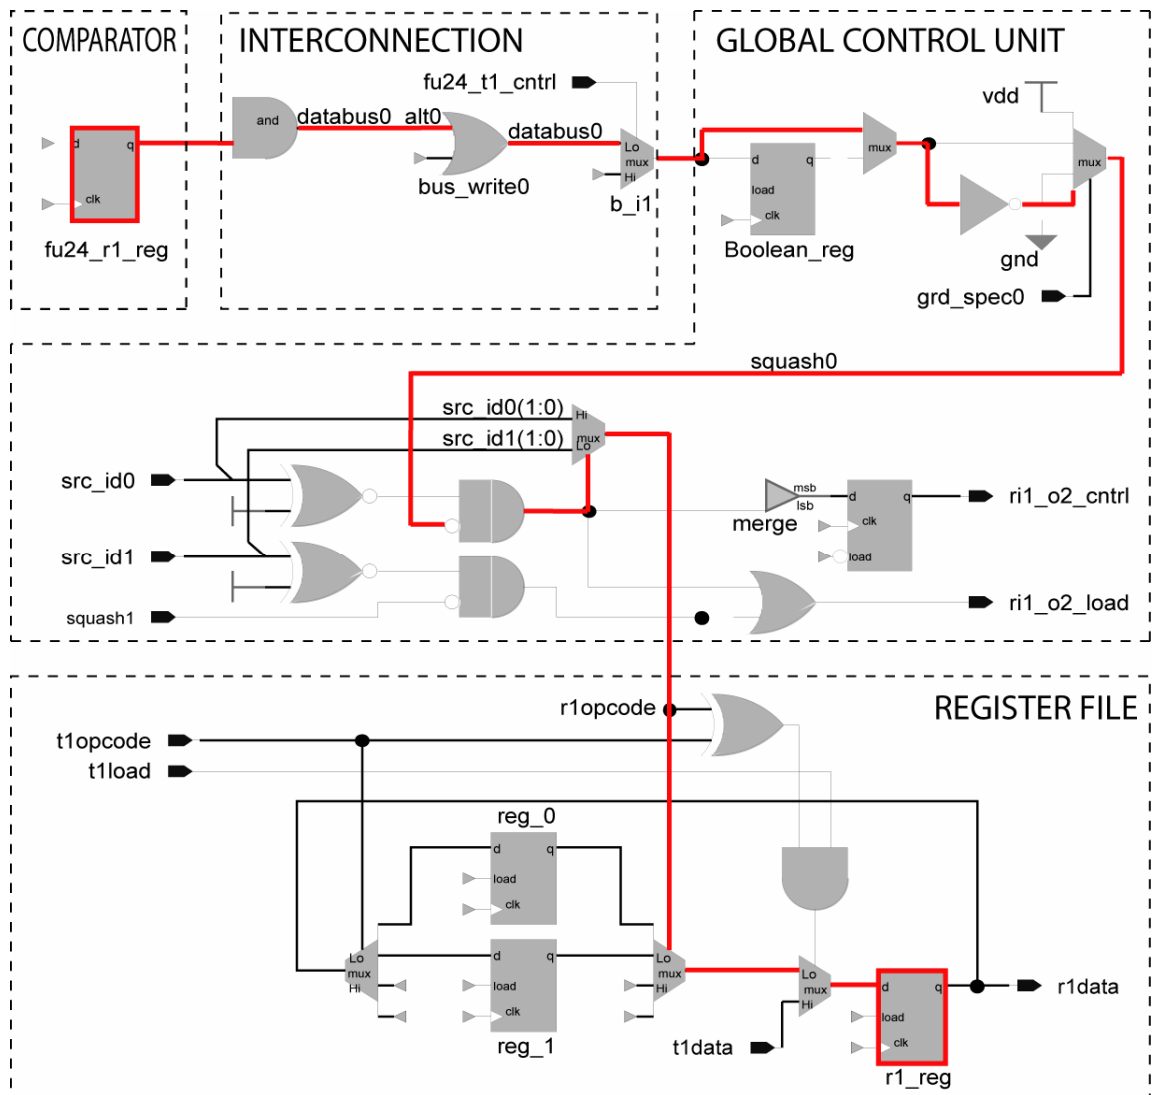 COMPARATOR
INTERCONNECTION
GLOBAL CONTROL UNIT
fu24_t1_cntrl
vdd
and
databus0_alt0
databus0
d
q
clk
fu24_r1_reg
bus_write0
Lo
mux
Hi
b_i1
d
q
load
clk
Boolean_reg
mux
mux
gnd
grd_spec0
squash0
src_id0(1:0)
src_id1(1:0)
Hi
mux
Lo
src_id0
src_id1
squash1
merge
msb
lsb
d
q
clk
load
ri1_o2_cntrl
ri1_o2_load
REGISTER FILE
r1opcode
t1opcode
t1load
reg_0
d
q
load
clk
Lo
mux
Hi
d
q
load
clk
reg_1
Lo
mux
Hi
Lo
mux
Hi
t1data
d
q
load
clk
r1_reg
r1data